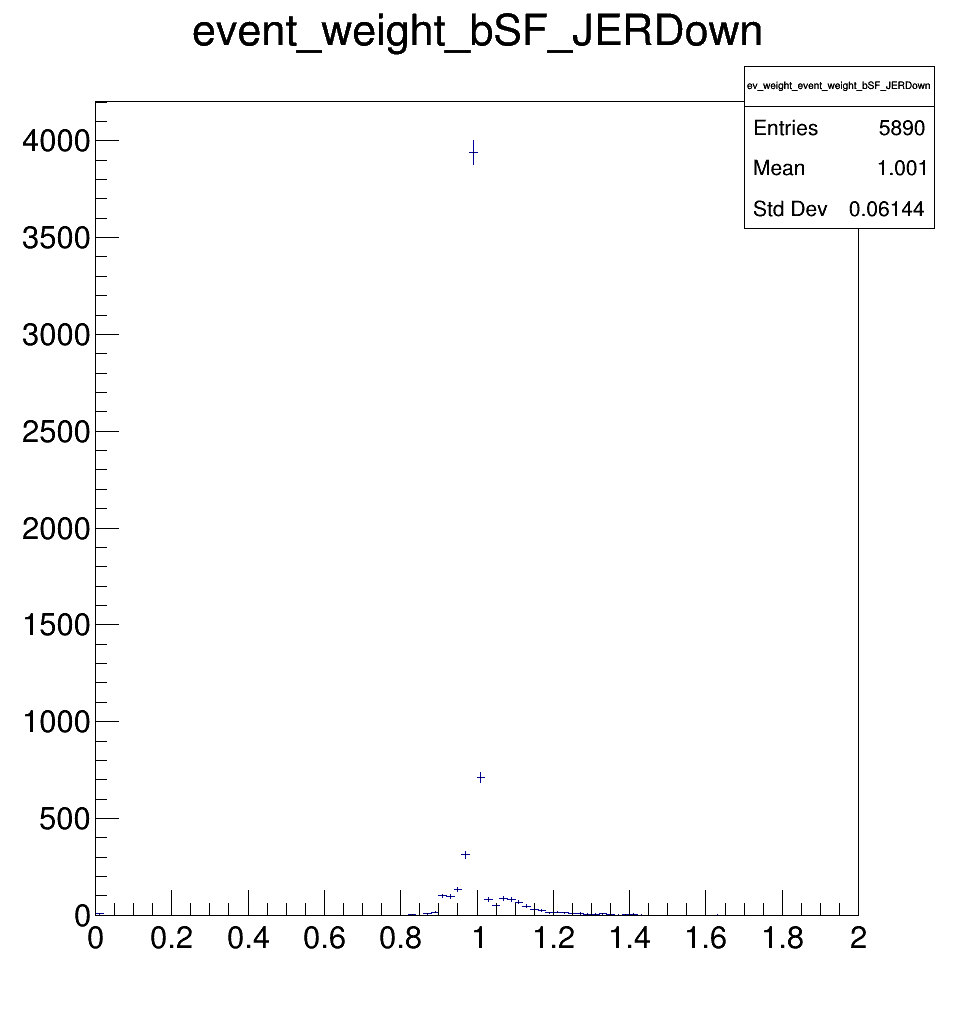 event_weight_bSF_JERDown
ev_weight_event_weight_bSF_JERDown
Entries 5890
Mean 1.001
Std Dev 0.06144
4000
3500
3000
2500
2000
1500
1000
500
0
0 0.2 0.4 0.6 0.8 1 1.2 1.4 1.6 1.8 2